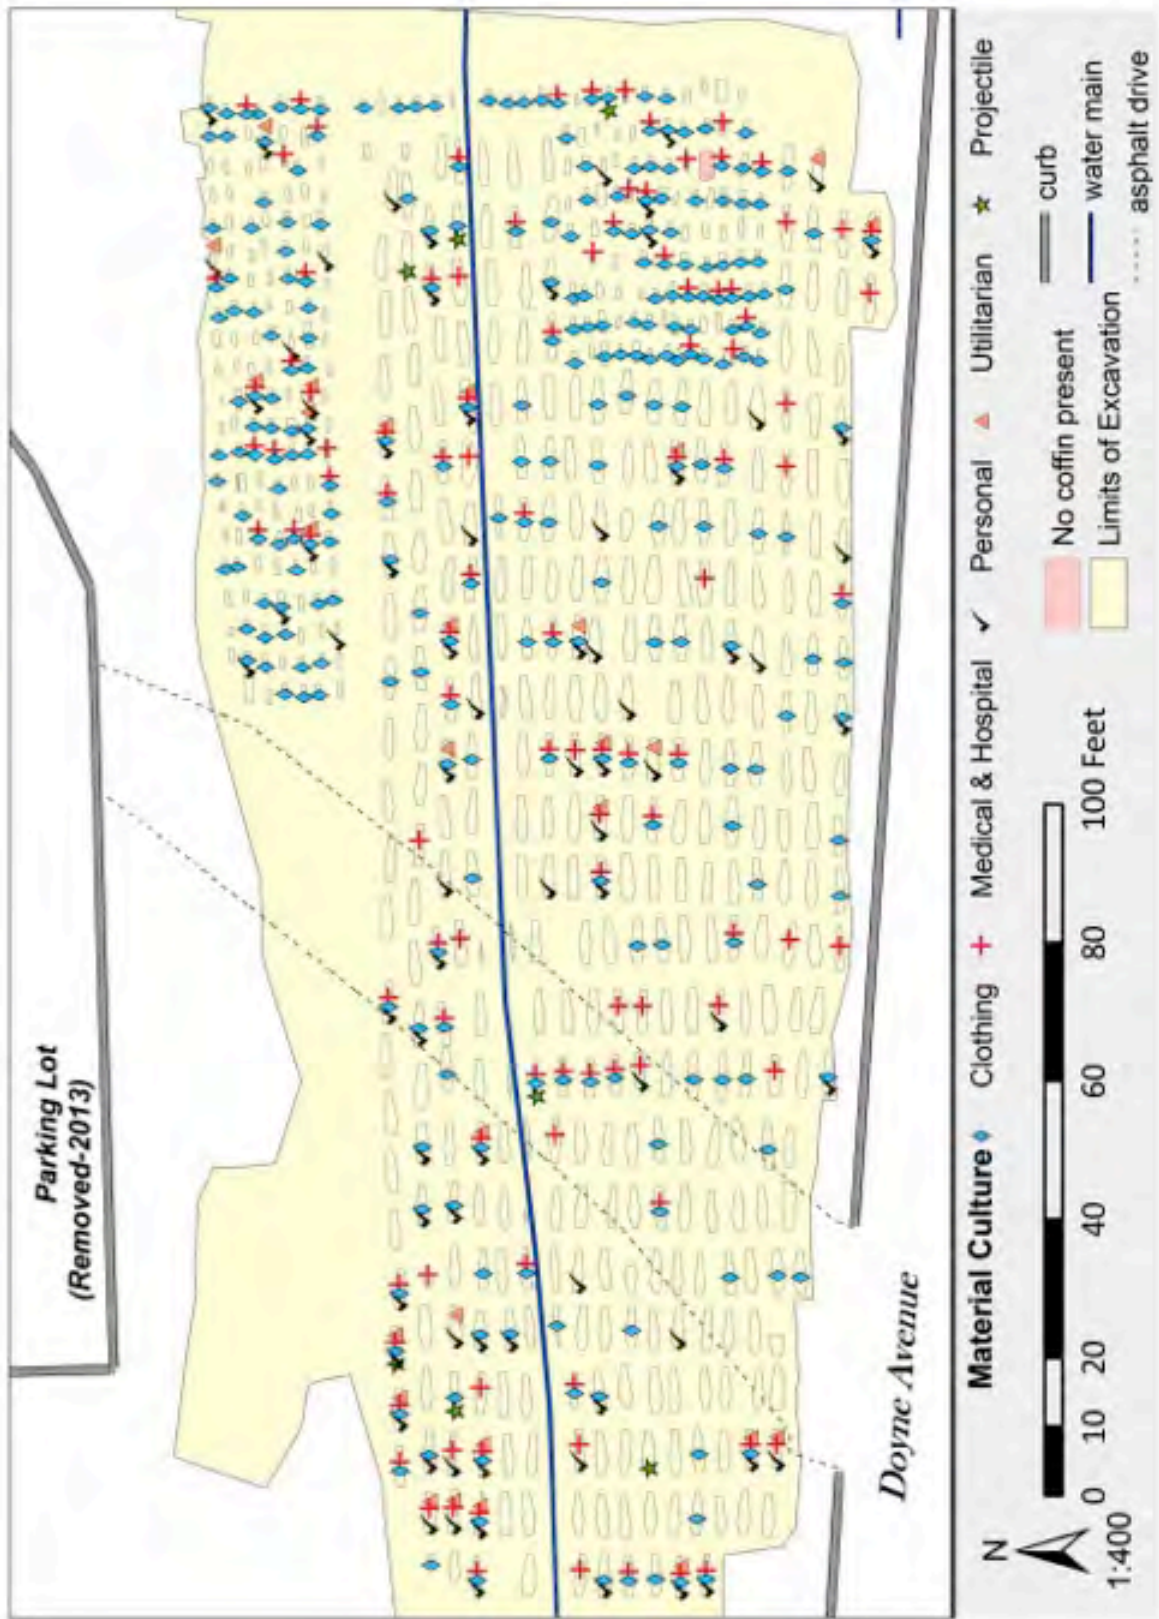 Parking Lot
(Removed-2013)
Doyne Avenue
N
1:400
0 10 20 40 60 80 100 Feet
Material Culture Clothing Medical & Hospital Personal Utilitarian Projectile
No coffin present
Limits of Excavation
curb
water main
asphalt drive